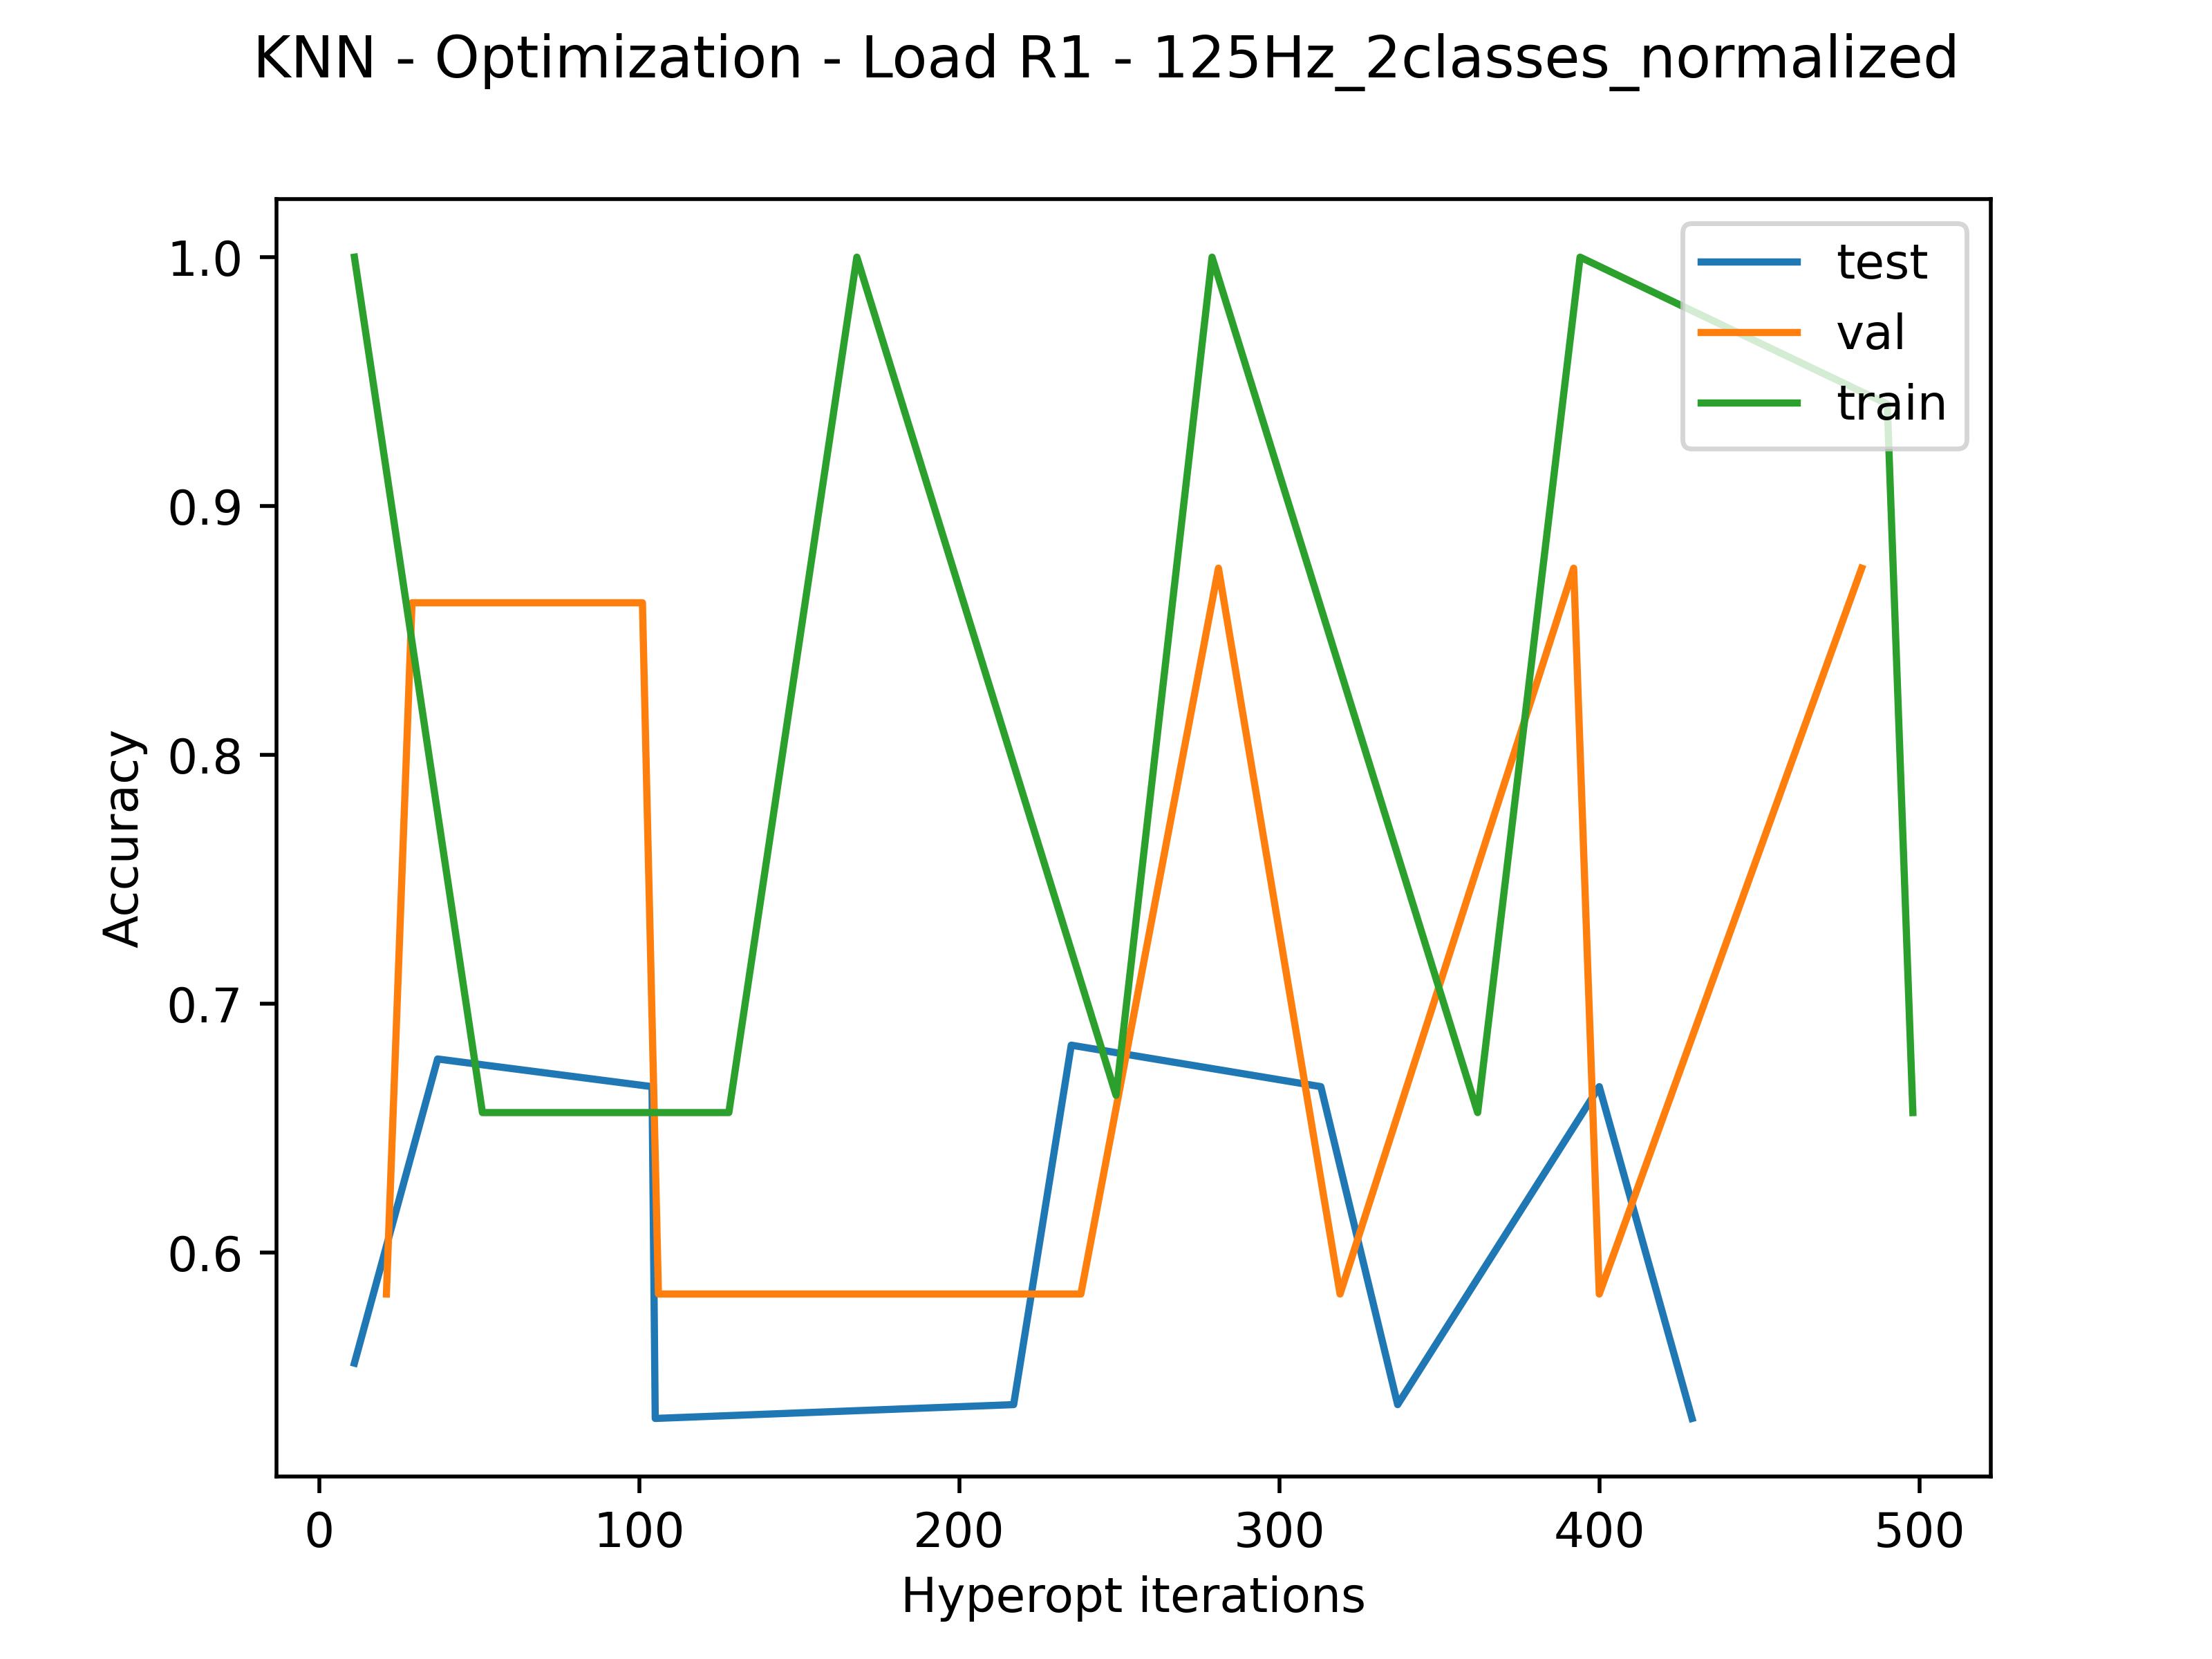 KNN - Optimization - Load R1 - 125Hz_2classes_normalized
test
val
train
1.0
0.9
0.8
0.7
0.6
Accuracy
0 100 200 300 400 500
Hyperopt iterations